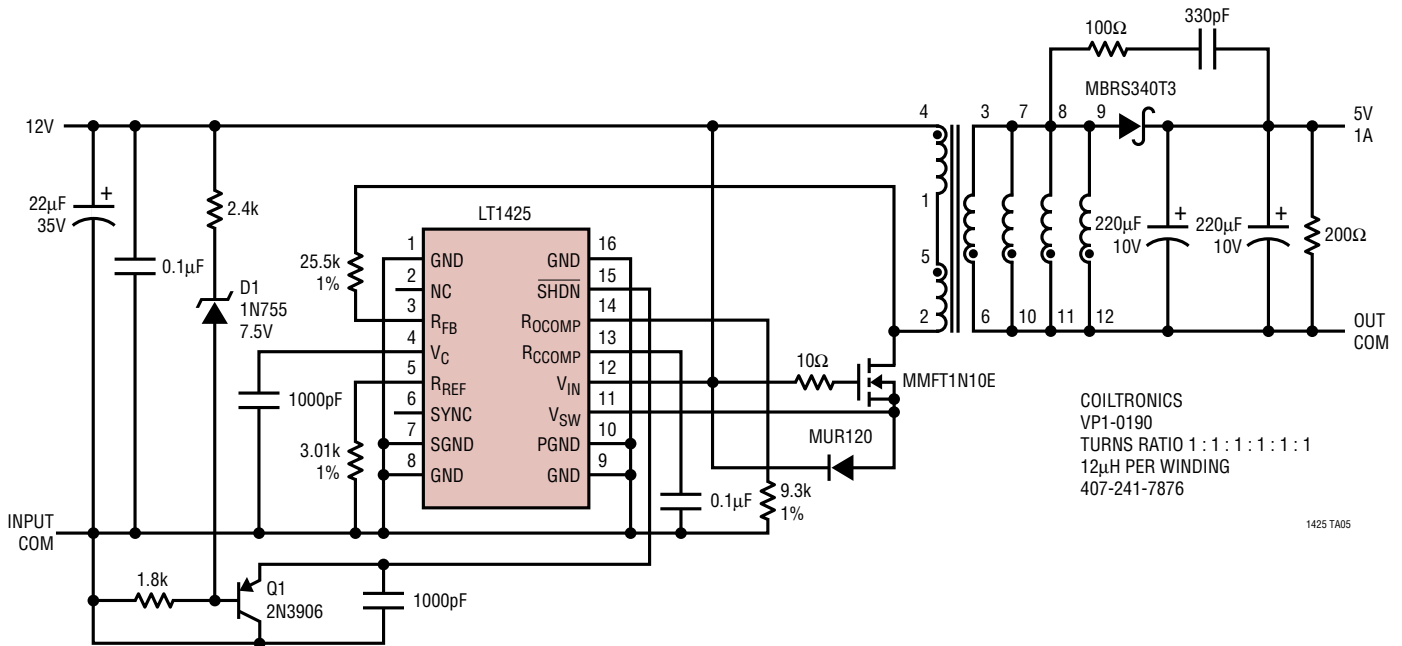 330pF
100Ω
MBRS340T3
12V
4
3
7
8
9
5V
1A
22µF
35V
+
2.4k
LT1425
1
220µF
10V
+
220µF
10V
+
200Ω
0.1µF
25.5k
1%
1
GND
GND
16
2
NC
SHDN
15
3
RFB
ROCOMP
14
4
VC
RCCOMP
13
5
RREF
VIN
12
6
SYNC
VSW
11
7
SGND
PGND
10
8
GND
GND
9
D1
1N755
7.5V
5
2
6
10
11
12
OUT
COM
10Ω
MMFT1N10E
1000pF
3.01k
1%
MUR120
COILTRONICS
VP1-0190
TURNS RATIO 1 : 1 : 1 : 1 : 1 : 1
12µH PER WINDING
407-241-7876
0.1µF
9.3k
1%
INPUT
COM
1425 TA05
1.8k
Q1
2N3906
1000pF